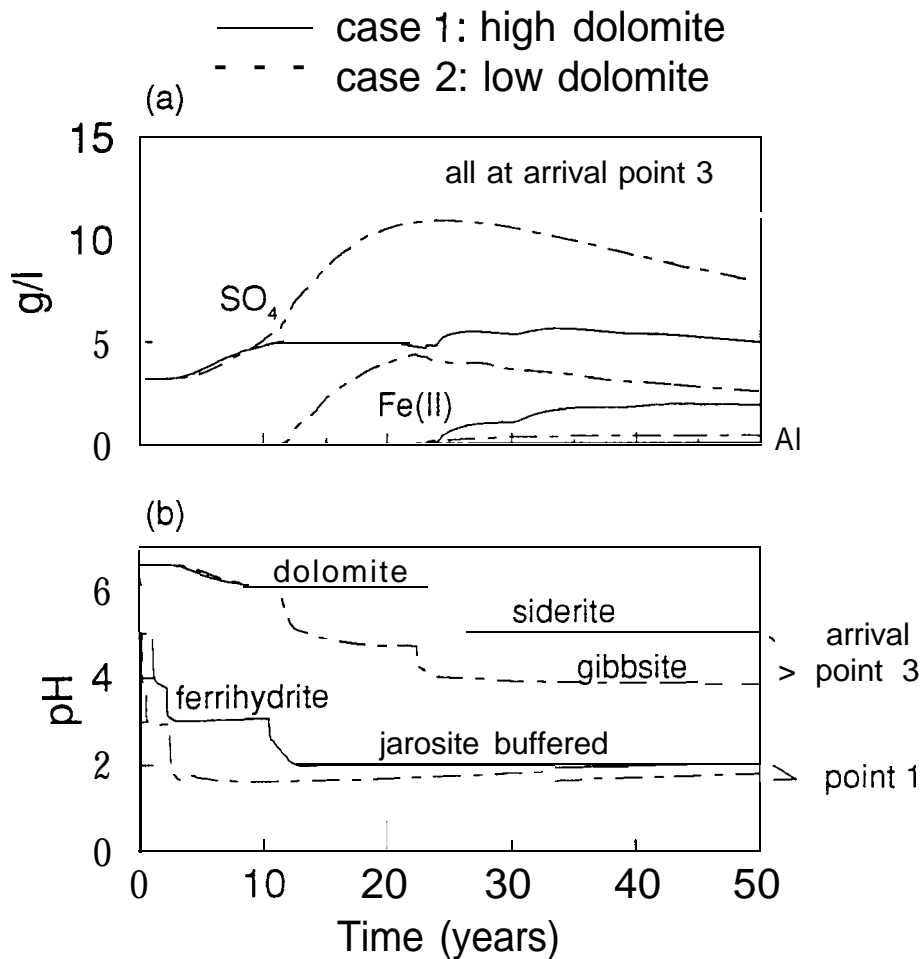 case 1: high dolomite
case 2: low dolomite
(a)
15
all at arrival point 3
10
g/l
SO₄
5
Fe(II)
0
Al
(b)
6
dolomite
siderite
arrival
point 3
gibbsite
4
pH
ferrihydrite
jarosite buffered
2
point 1
0
0 10 20 30 40 50
Time (years)